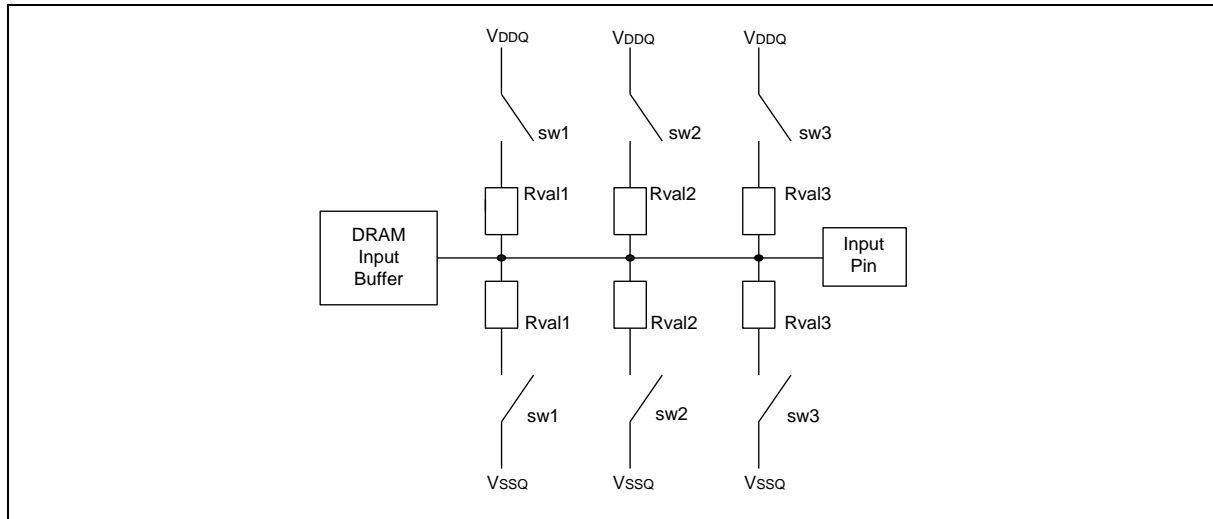 VDDQ VDDQ VDDQ
sw1 sw2 sw3
Rval1 Rval2 Rval3
DRAM
Input
Buffer
Input
Pin
Rval1 Rval2 Rval3
sw1 sw2 sw3
VSSQ VSSQ VSSQ